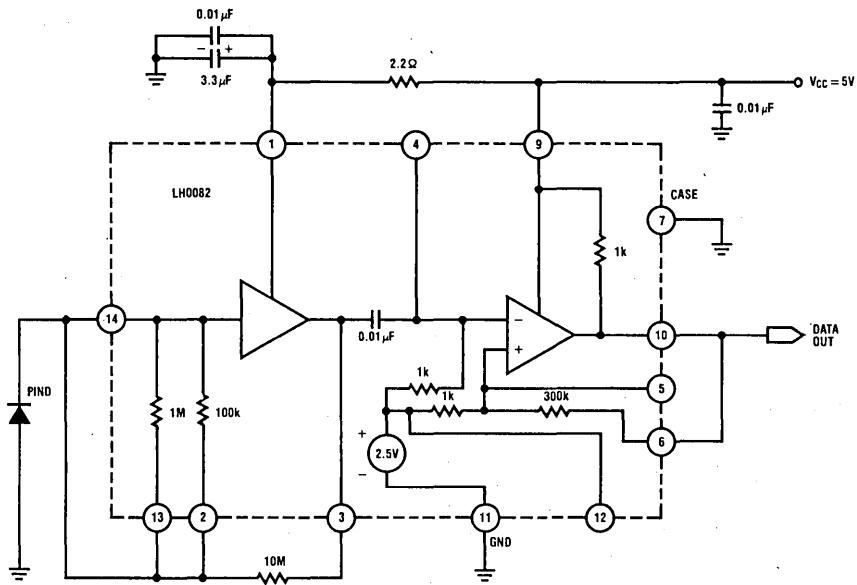 0.01µF
- +
3.3µF
2.2Ω
VCC = 5V
0.01µF
1
4
9
LH0082
CASE
7
1k
14
0.01µF
-
+
10
DATA
OUT
PIND
1M
100k
1k
1k
300k
5
6
+
2.5V
-
13
2
3
11
GND
12
10M